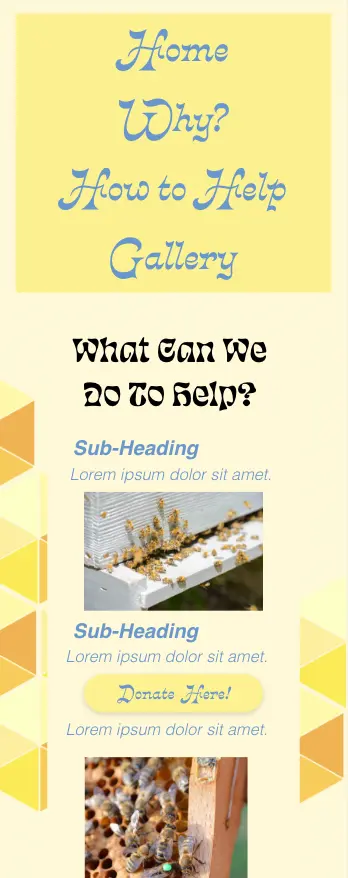 Home
Why?
How to Help
Gallery
What Can We
Do To Help?
Sub-Heading
Lorem ipsum dolor sit amet.
Sub-Heading
Lorem ipsum dolor sit amet.
Donate Here!
Lorem ipsum dolor sit amet.